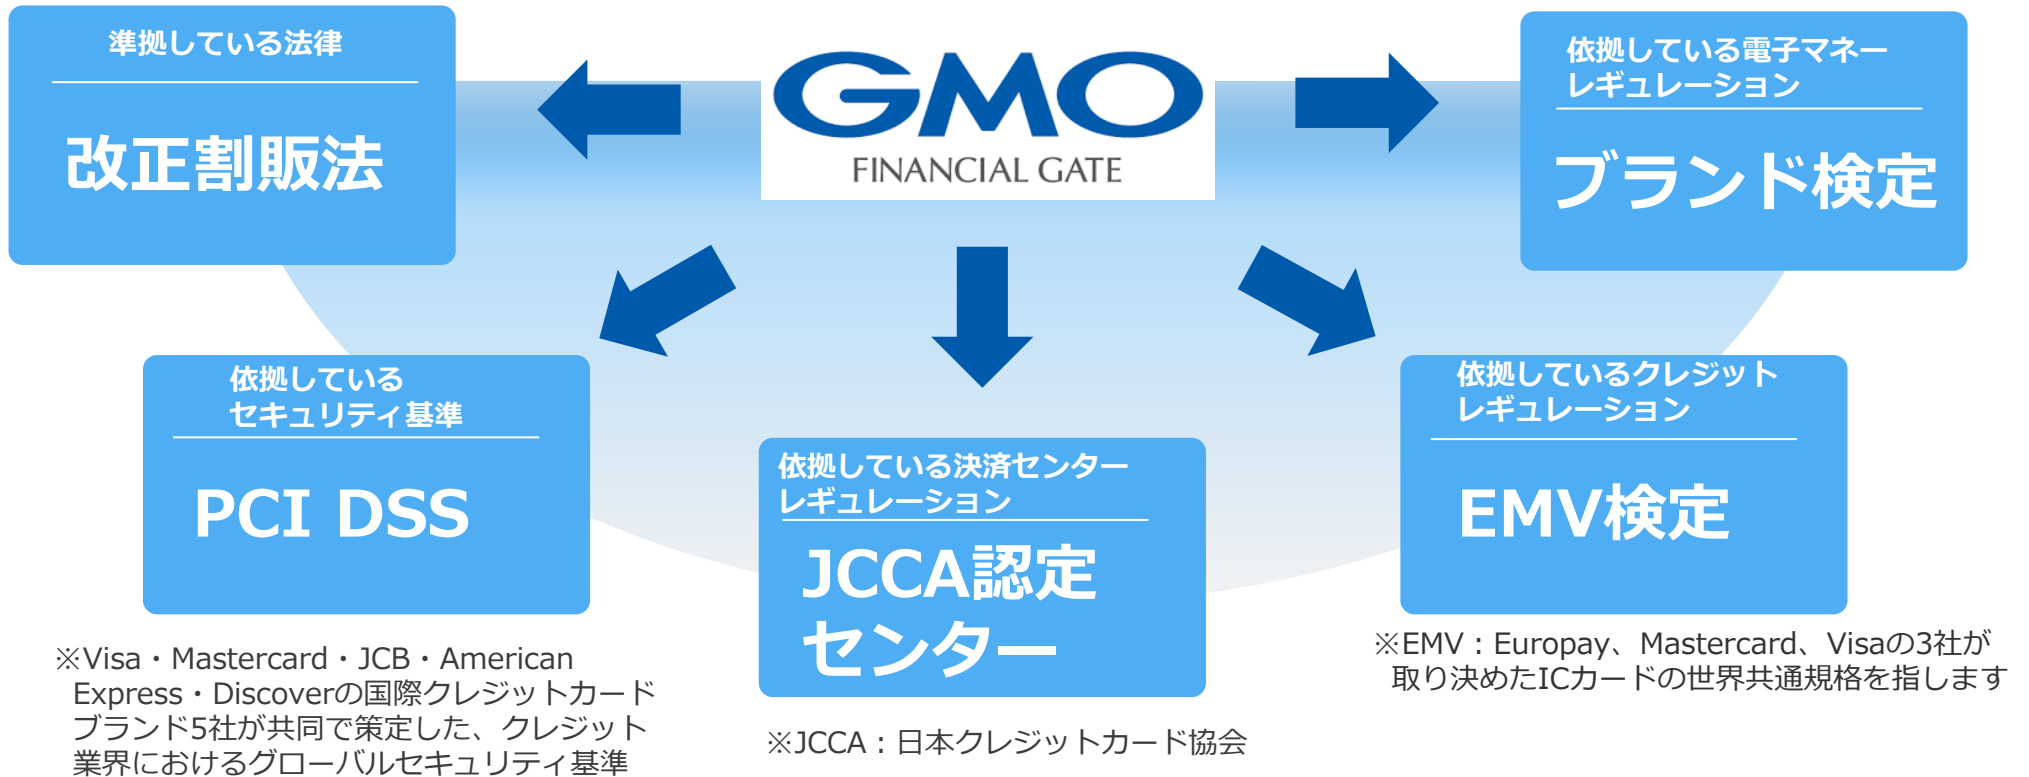 準拠している法律
改正割販法
GMO
FINANCIAL GATE
依拠している電子マネー
レギュレーション
ブランド検定
依拠している
セキュリティ基準
PCI DSS
※Visa・Mastercard・JCB・American
Express・Discoverの国際クレジットカード
ブランド5社が共同で策定した、クレジット
業界におけるグローバルセキュリティ基準
依拠している決済センター
レギュレーション
JCCA認定
センター
※JCCA：日本クレジットカード協会
依拠しているクレジット
レギュレーション
EMV検定
※EMV：Europay、Mastercard、Visaの3社が
取り決めたICカードの世界共通規格を指します